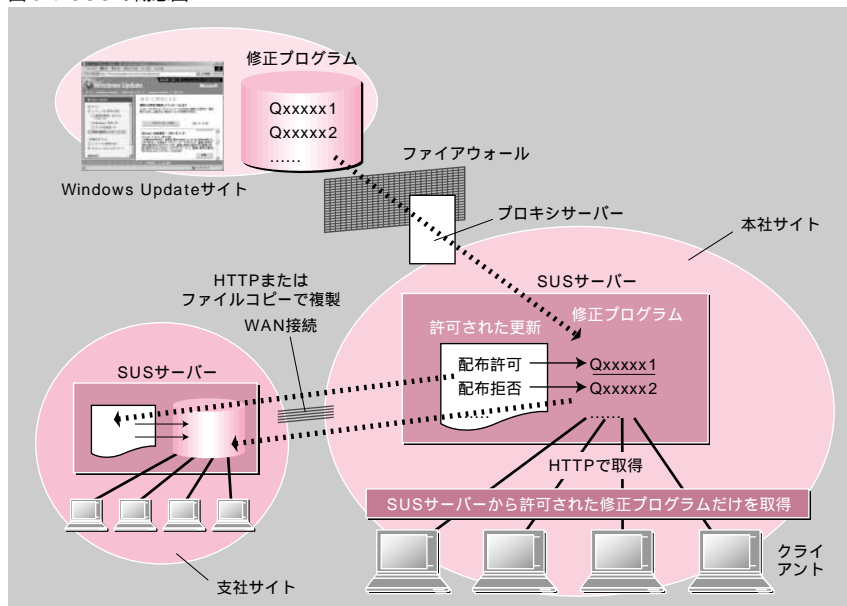 修正プログラム
Windows Update
Qxxxxx1
Qxxxxx2
......
Windows Updateサイト
ファイアウォール
プロキシサーバー
本社サイト
HTTPまたは
ファイルコピーで複製
WAN接続
SUSサーバー
許可された更新
修正プログラム
配布許可
Qxxxxx1
配布拒否
Qxxxxx2
......
......
SUSサーバー
HTTPで取得
SUSサーバーから許可された修正プログラムだけを取得
クライ
アント
支社サイト